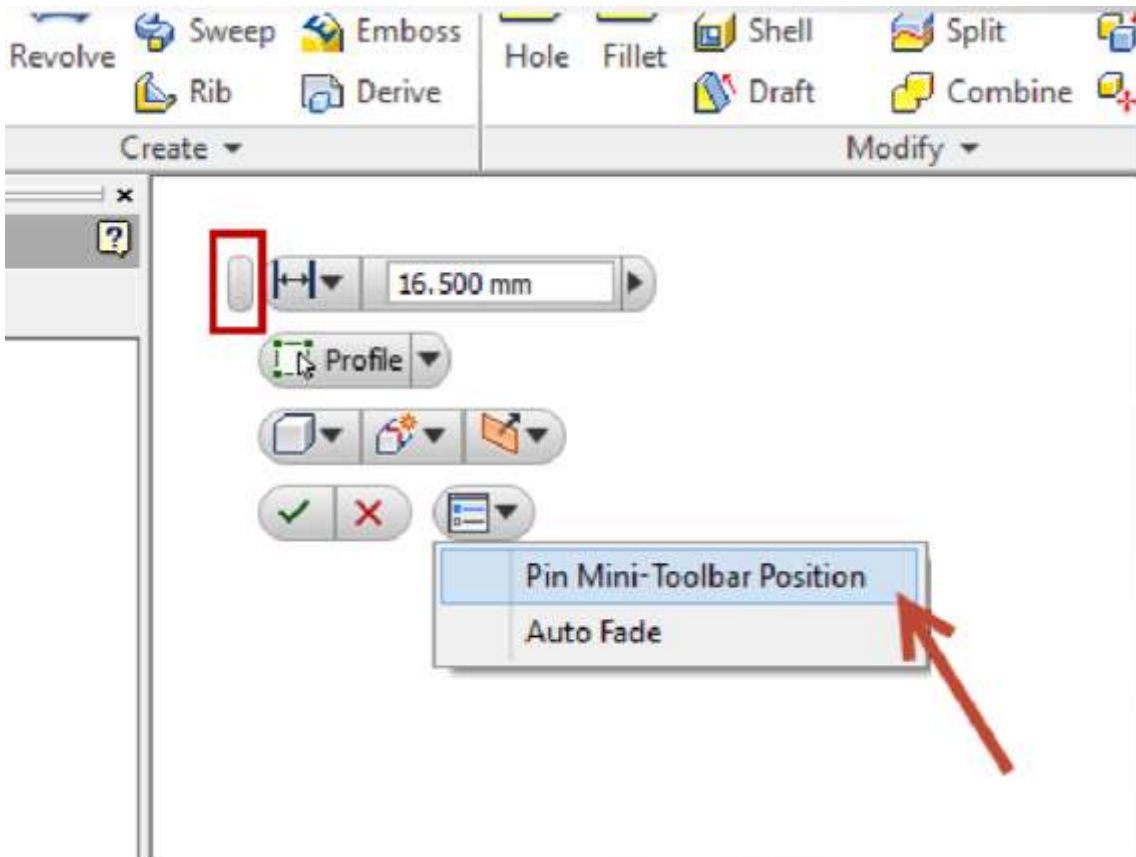 Revolve
Sweep
Emboss
Rib
Derive
Create
Hole
Fillet
Shell
Split
Draft
Combine
Modify
x
?
16.500 mm
Profile
Pin Mini-Toolbar Position
Auto Fade